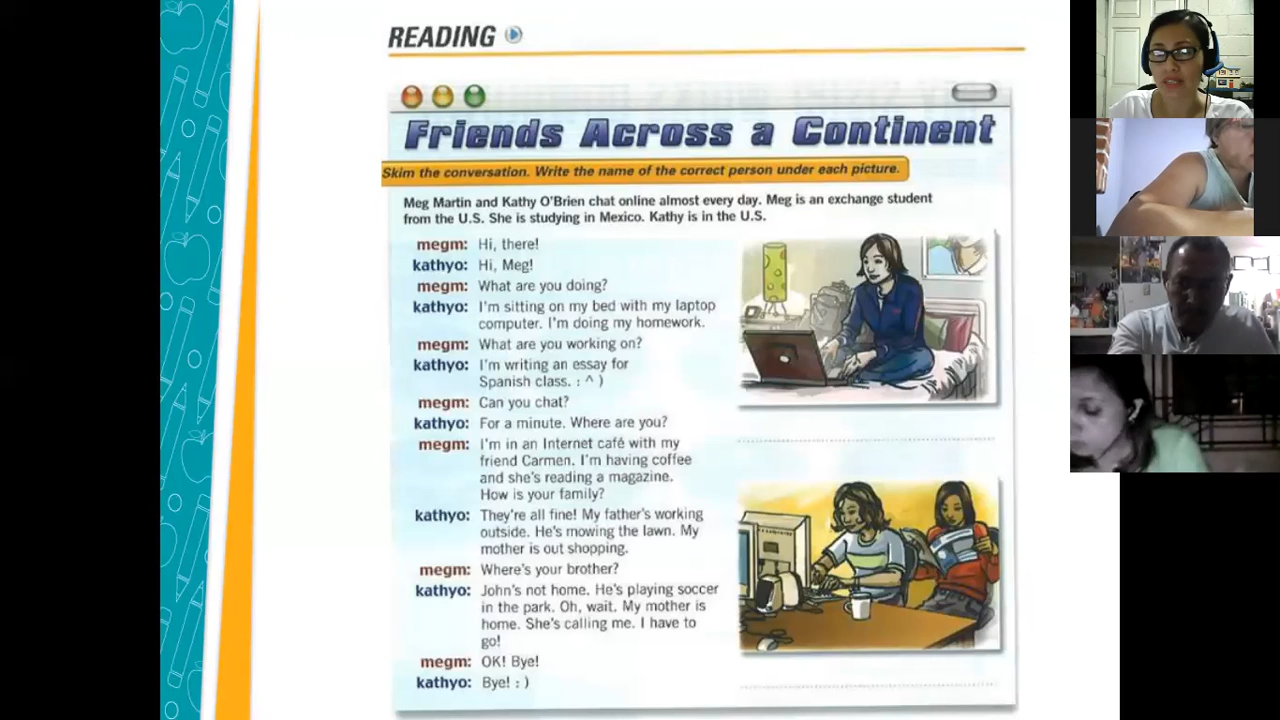 READING
Friends Across a Continent
Skim the conversation. Write the name of the correct person under each picture.
Meg Martin and Kathy O'Brien chat online almost every day. Meg is an exchange student
from the U.S. She is studying in Mexico. Kathy is in the U.S.
megm: Hi, there!
kathyo: Hi, Meg!
megm: What are you doing?
kathyo: I'm sitting on my bed with my laptop
computer. I'm doing my homework.
megm: What are you working on?
kathyo: I'm writing an essay for
Spanish class. : ^ )
megm: Can you chat?
kathyo: For a minute. Where are you?
megm: I'm in an Internet café with my
friend Carmen. I'm having coffee
and she's reading a magazine.
How is your family?
kathyo: They're all fine! My father's working
outside. He's mowing the lawn. My
mother is out shopping.
megm: Where's your brother?
kathyo: John's not home. He's playing soccer
in the park. Oh, wait. My mother is
home. She's calling me. I have to
go!
megm: OK! Bye!
kathyo: Bye! : )